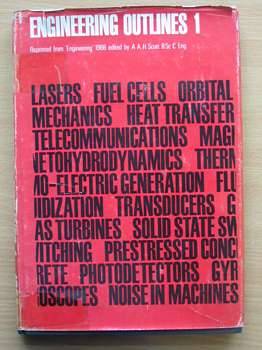 ENGINEERING OUTLINES 1
Reprinted from 'Engineering' 1966 edited by A A.H Scott B.Sc C Eng
LASERS FUEL CELLS ORBITAL
MECHANICS HEAT TRANSFER
TELECOMMUNICATIONS MAG
NETOHYDRODYNAMICS THERM
MO-ELECTRIC GENERATION FLU
IDIZATION TRANSDUCERS G
AS TURBINES SOLID STATE SW
ITCHING PRESTRESSED CONC
RETE PHOTODETECTORS GYR
OSCOPES NOISE IN MACHINES